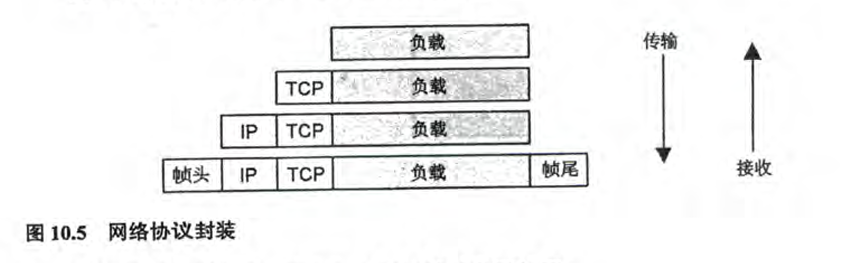 负载
TCP 负载
IP TCP 负载
帧头 IP TCP 负载 帧尾
传输
接收
图 10.5 网络协议封装